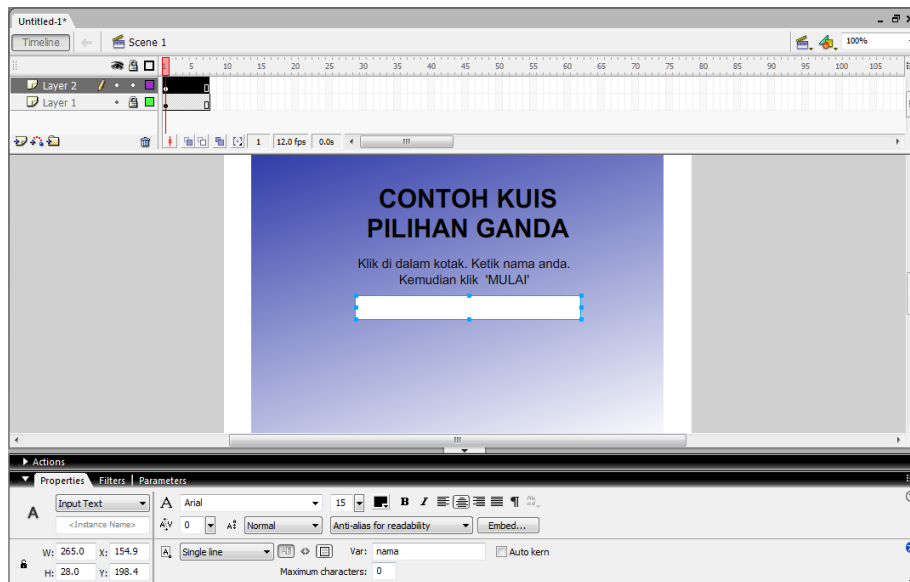 Untitled-1*
Timeline Scene 1 100%
1 5 10 15 20 25 30 35 40 45 50 55 60 65 70 75 80 85 90 95 100 105
Layer 2
Layer 1
1 12.0 fps 0.0s
CONTOH KUIS
PILIHAN GANDA
Klik di dalam kotak. Ketik nama anda.
Kemudian klik 'MULAI'
Actions
Properties Filters Parameters
A Input Text A Arial 15 B I
<Instance Name> AV 0 A Normal Anti-alias for readability Embed...
W: 265.0 X: 154.9 A Single line Var: nama Auto kern
H: 28.0 Y: 198.4 Maximum characters: 0